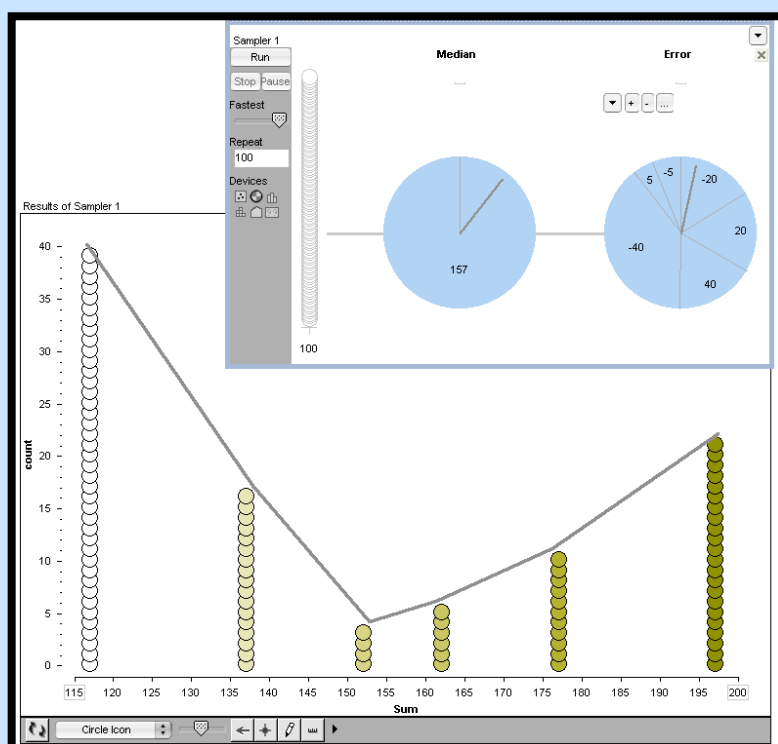 Sampler 1
Run
Stop Pause
Fastest
Repeat
100
Devices
100
Median
157
Error
+ - ...
5 -5 -20
20
40
-40
Results of Sampler 1
40
35
30
25
20
15
10
5
0
count
115 120 125 130 135 140 145 150 155 160 165 170 175 180 185 190 195 200
Sum
Circle Icon